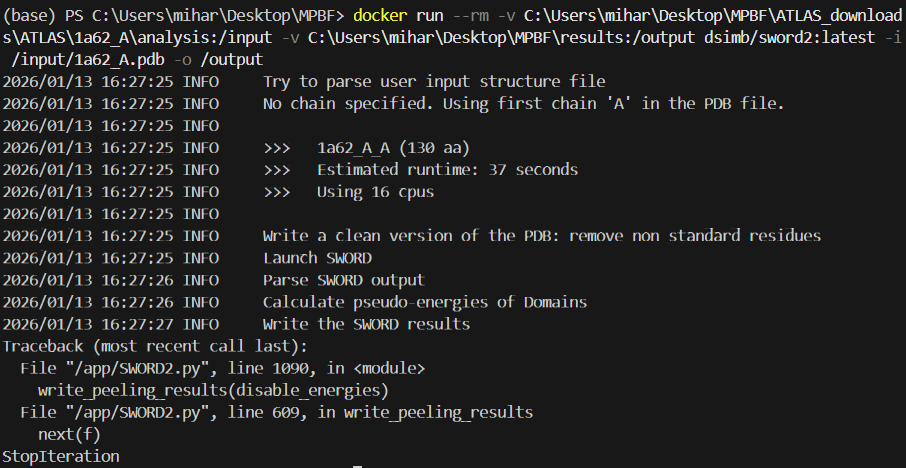 (base) PS C:\Users\mihar\Desktop\MPBF> docker run --rm -v C:\Users\mihar\Desktop\MPBF\ATLAS_download
s\ATLAS\1a62_A\analysis:/input -v C:\Users\mihar\Desktop\MPBF\results:/output dsimb/sword2:latest -i
 /input/1a62_A.pdb -o /output
2026/01/13 16:27:25 INFO     Try to parse user input structure file
2026/01/13 16:27:25 INFO     No chain specified. Using first chain 'A' in the PDB file.
2026/01/13 16:27:25 INFO
2026/01/13 16:27:25 INFO     >>>   1a62_A_A (130 aa)
2026/01/13 16:27:25 INFO     >>>   Estimated runtime: 37 seconds
2026/01/13 16:27:25 INFO     >>>   Using 16 cpus
2026/01/13 16:27:25 INFO
2026/01/13 16:27:25 INFO     Write a clean version of the PDB: remove non standard residues
2026/01/13 16:27:25 INFO     Launch SWORD
2026/01/13 16:27:26 INFO     Parse SWORD output
2026/01/13 16:27:26 INFO     Calculate pseudo-energies of Domains
2026/01/13 16:27:27 INFO     Write the SWORD results
Traceback (most recent call last):
  File "/app/SWORD2.py", line 1090, in <module>
    write_peeling_results(disable_energies)
  File "/app/SWORD2.py", line 609, in write_peeling_results
    next(f)
StopIteration